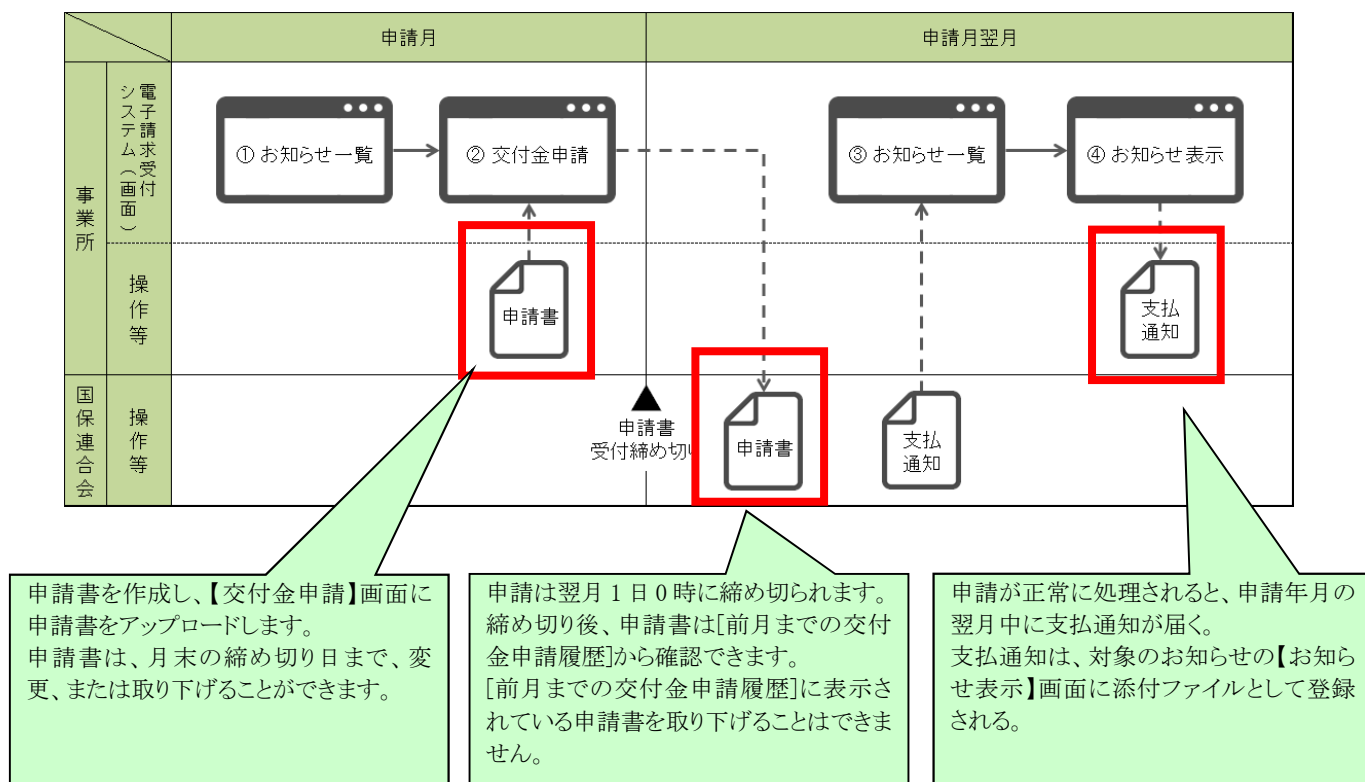 申請月
申請月翌月
事業所
電子請求受付
システム(画面)
① お知らせ一覧
② 交付金申請
③ お知らせ一覧
④ お知らせ表示
操作等
申請書
支払
通知
国保連合会
操作等
申請書
受付締め切り
申請書
支払
通知
申請書を作成し、【交付金申請】画面に
申請書をアップロードします。
申請書は、月末の締め切り日まで、変
更、または取り下げることができます。
申請は翌月1日0時に締め切られます。
締め切り後、申請書は[前月までの交付
金申請履歴]から確認できます。
[前月までの交付金申請履歴]に表示さ
れている申請書を取り下げることはできま
せん。
申請が正常に処理されると、申請年月の
翌月中に支払通知が届く。
支払通知は、対象のお知らせの【お知ら
せ表示】画面に添付ファイルとして登録
される。